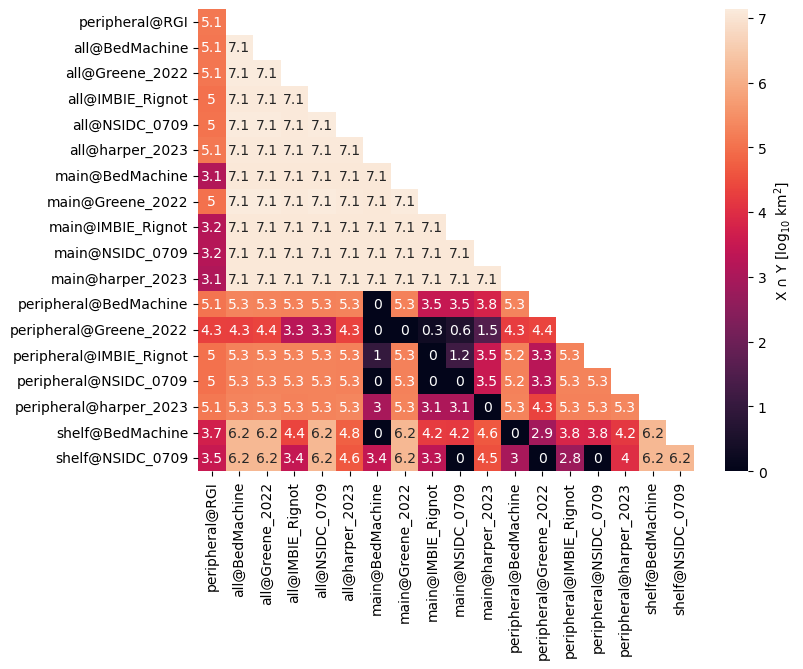 peripheral@RGI 5.1
all@BedMachine 5.1 7.1
all@Greene_2022 5.1 7.1 7.1
all@IMBIE_Rignot 5 7.1 7.1 7.1
all@NSIDC_0709 5 7.1 7.1 7.1 7.1
all@harper_2023 5.1 7.1 7.1 7.1 7.1 7.1
main@BedMachine 3.1 7.1 7.1 7.1 7.1 7.1 7.1
main@Greene_2022 5 7.1 7.1 7.1 7.1 7.1 7.1 7.1
main@IMBIE_Rignot 3.2 7.1 7.1 7.1 7.1 7.1 7.1 7.1 7.1
main@NSIDC_0709 3.2 7.1 7.1 7.1 7.1 7.1 7.1 7.1 7.1 7.1
main@harper_2023 3.1 7.1 7.1 7.1 7.1 7.1 7.1 7.1 7.1 7.1 7.1
peripheral@BedMachine 5.1 5.3 5.3 5.3 5.3 5.3 0 5.3 3.5 3.5 3.8 5.3
peripheral@Greene_2022 4.3 4.3 4.4 3.3 3.3 4.3 0 0 0.3 0.6 1.5 4.3 4.4
peripheral@IMBIE_Rignot 5 5.3 5.3 5.3 5.3 5.3 1 5.3 0 1.2 3.5 5.2 3.3 5.3
peripheral@NSIDC_0709 5 5.3 5.3 5.3 5.3 5.3 0 5.3 0 0 3.5 5.2 3.3 5.3 5.3
peripheral@harper_2023 5.1 5.3 5.3 5.3 5.3 5.3 3 5.3 3.1 3.1 0 5.3 4.3 5.3 5.3 5.3
shelf@BedMachine 3.7 6.2 6.2 4.4 6.2 4.8 0 6.2 4.2 4.2 4.6 0 2.9 3.8 3.8 4.2 6.2
shelf@NSIDC_0709 3.5 6.2 6.2 3.4 6.2 4.6 3.4 6.2 3.3 0 4.5 3 0 2.8 0 4 6.2 6.2
peripheral@RGI
all@BedMachine
all@Greene_2022
all@IMBIE_Rignot
all@NSIDC_0709
all@harper_2023
main@BedMachine
main@Greene_2022
main@IMBIE_Rignot
main@NSIDC_0709
main@harper_2023
peripheral@BedMachine
peripheral@Greene_2022
peripheral@IMBIE_Rignot
peripheral@NSIDC_0709
peripheral@harper_2023
shelf@BedMachine
shelf@NSIDC_0709
7
6
5
4
3
2
1
0
X ∩ Y [log₁₀ km²]